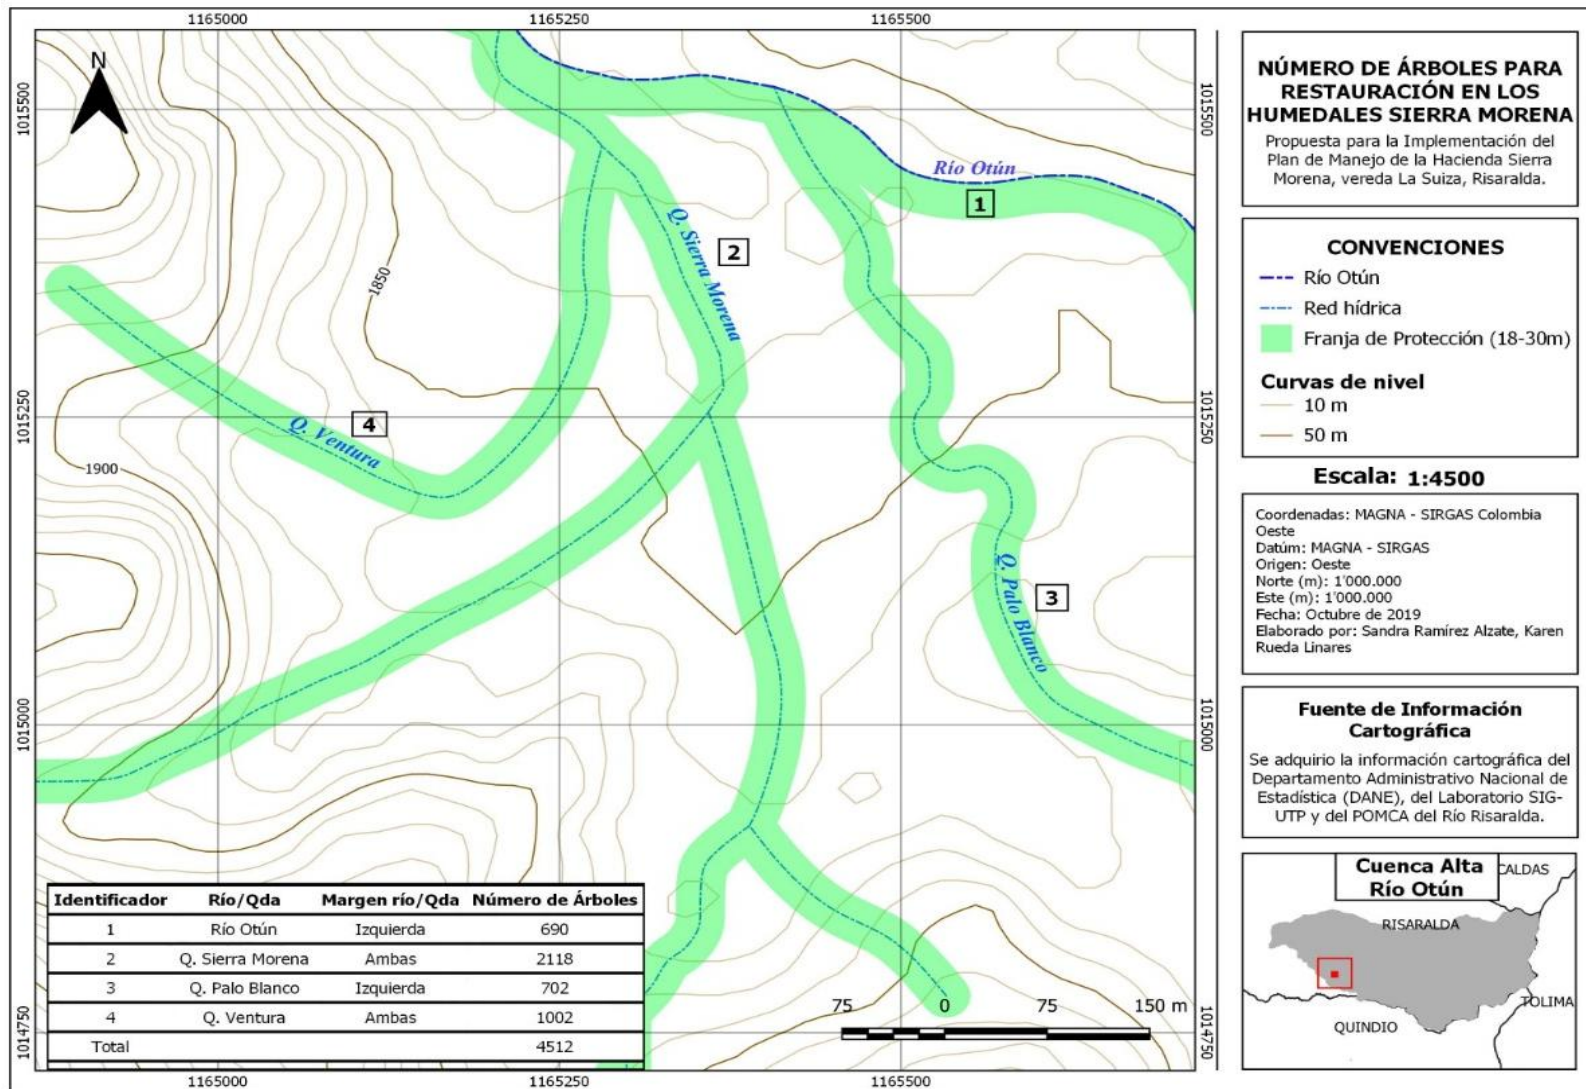 1165000 1165250 1165500
N
1015500 1015500
Río Otún
1
Q. Sierra Morena
2
1850
1015250 1015250
4
Q. Ventura
1900
Q. Palo Blanco
3
1015000 1015000
75 0 75 150 m
1014750 1014750
1165000 1165250 1165500
Identificador Río/Qda Margen río/Qda Número de Árboles
1 Río Otún Izquierda 690
2 Q. Sierra Morena Ambas 2118
3 Q. Palo Blanco Izquierda 702
4 Q. Ventura Ambas 1002
Total 4512
NÚMERO DE ÁRBOLES PARA
RESTAURACIÓN EN LOS
HUMEDALES SIERRA MORENA
Propuesta para la Implementación del
Plan de Manejo de la Hacienda Sierra
Morena, vereda La Suiza, Risaralda.
CONVENCIONES
Río Otún
Red hídrica
Franja de Protección (18-30m)
Curvas de nivel
10 m
50 m
Escala: 1:4500
Coordenadas: MAGNA - SIRGAS Colombia
Oeste
Datúm: MAGNA - SIRGAS
Origen: Oeste
Norte (m): 1'000.000
Este (m): 1'000.000
Fecha: Octubre de 2019
Elaborado por: Sandra Ramírez Alzate, Karen
Rueda Linares
Fuente de Información
Cartográfica
Se adquirio la información cartográfica del
Departamento Administrativo Nacional de
Estadística (DANE), del Laboratorio SIG-
UTP y del POMCA del Río Risaralda.
Cuenca Alta
Río Otún
CALDAS
RISARALDA
TOLIMA
QUINDIO